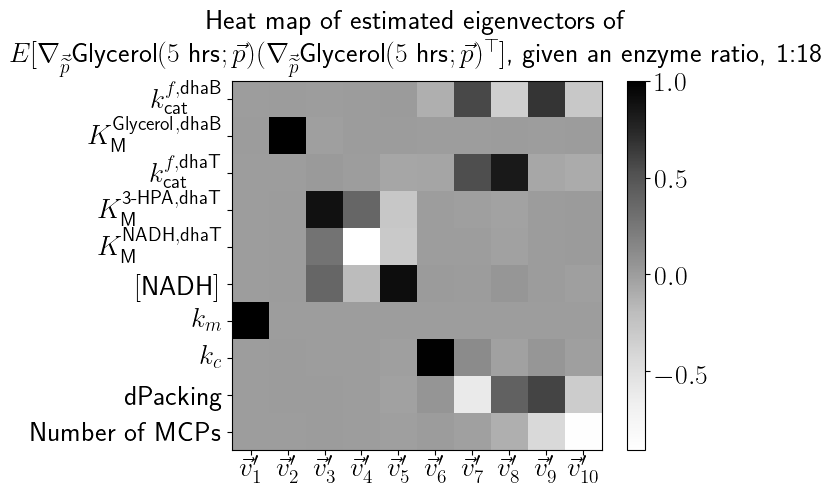 Heat map of estimated eigenvectors of
E[∇_p̃⃗ Glycerol(5 hrs; p⃗)(∇_p̃⃗ Glycerol(5 hrs; p⃗)^⊤], given an enzyme ratio, 1:18
k_cat^{f,dhaB}
K_M^{Glycerol,dhaB}
k_cat^{f,dhaT}
K_M^{3-HPA,dhaT}
K_M^{NADH,dhaT}
[NADH]
k_m
k_c
dPacking
Number of MCPs
v⃗′_1 v⃗′_2 v⃗′_3 v⃗′_4 v⃗′_5 v⃗′_6 v⃗′_7 v⃗′_8 v⃗′_9 v⃗′_10
1.0
0.5
0.0
−0.5